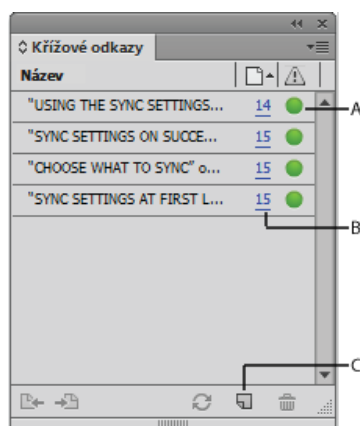 Křížové odkazy
Název
"USING THE SYNC SETTINGS... 14 A
"SYNC SETTINGS ON SUCCE... 15
"CHOOSE WHAT TO SYNC" o... 15
"SYNC SETTINGS AT FIRST L... 15
B
C